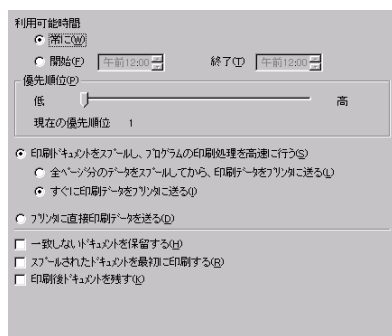 利用可能時間
常に(W)
開始(F) 午前12:00 終了(T) 午前12:00
優先順位(P)
低 高
現在の優先順位 1
印刷ドキュメントをスプールし、プログラムの印刷処理を高速に行う(S)
全ページ分のデータをスプールしてから、印刷データをプリンタに送る(L)
すぐに印刷データをプリンタに送る(I)
プリンタに直接印刷データを送る(D)
一致しないドキュメントを保留する(H)
スプールされたドキュメントを最初に印刷する(R)
印刷後ドキュメントを残す(K)